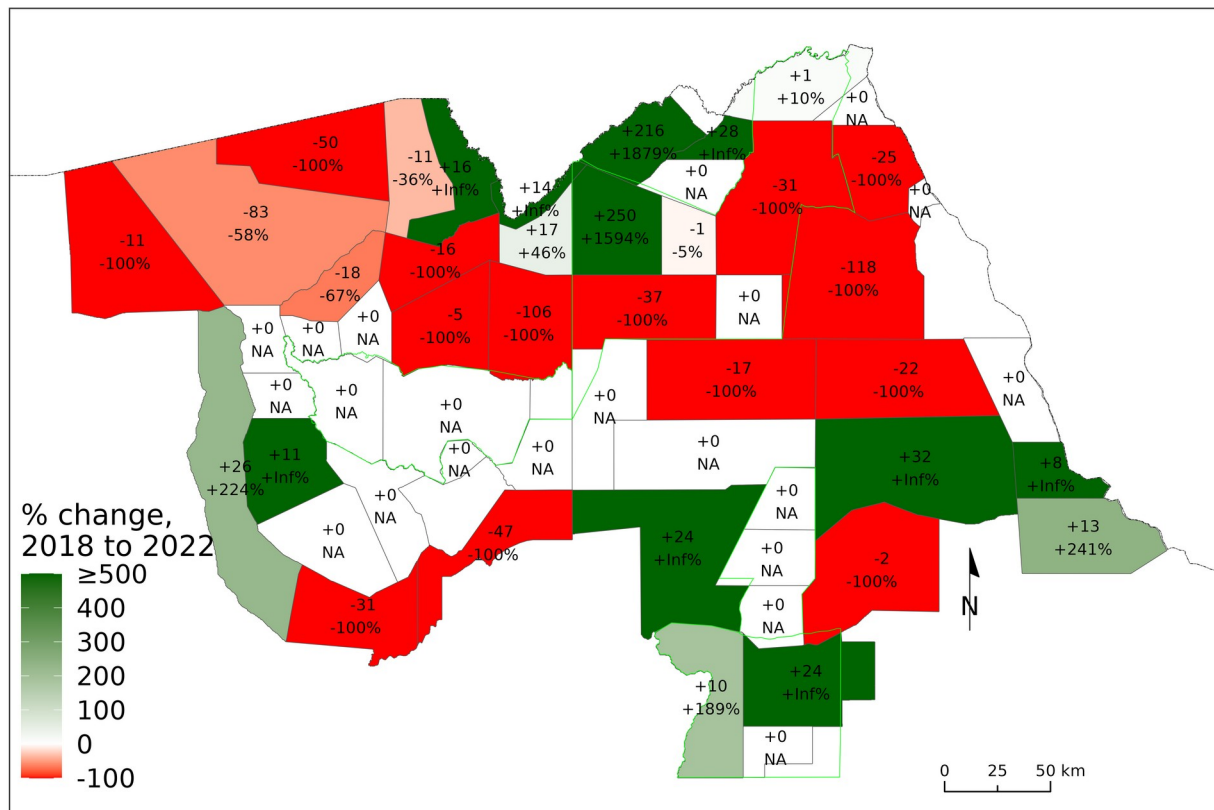 +1
+10%
+0
NA
-50
-100%
-11
-36%
+216
+1879%
+28
+Inf%
-25
-100%
+16
+Inf%
+0
NA
+14
+Inf%
-31
-100%
+0
NA
-83
-58%
+17
+46%
+250
+1594%
-1
-5%
-11
-100%
-16
-100%
-18
-67%
-118
-100%
-106
-100%
-37
-100%
+0
NA
-5
-100%
+0
NA
+0
NA
+0
NA
+0
NA
+0
NA
+0
NA
+0
NA
-17
-100%
-22
-100%
+0
NA
+0
NA
+0
NA
+0
NA
+11
+Inf%
+26
+224%
+32
+Inf%
+8
+Inf%
+0
NA
+0
NA
+0
NA
-47
-100%
+24
+Inf%
+0
NA
-2
-100%
+13
+241%
-31
-100%
+0
NA
+10
+189%
+24
+Inf%
+0
NA
% change,
2018 to 2022
≥500
400
300
200
100
0
-100
N
0 25 50 km